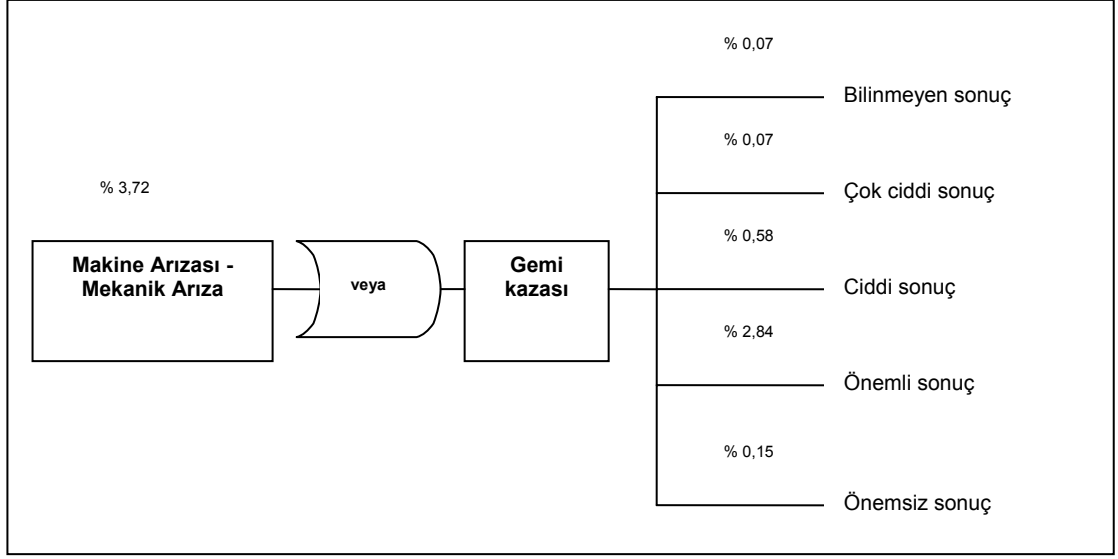 % 0,07
Bilinmeyen sonuç
% 0,07
% 3,72
Çok ciddi sonuç
% 0,58
Makine Arızası -
Mekanik Arıza
veya
Gemi
kazası
Ciddi sonuç
% 2,84
Önemli sonuç
% 0,15
Önemsiz sonuç